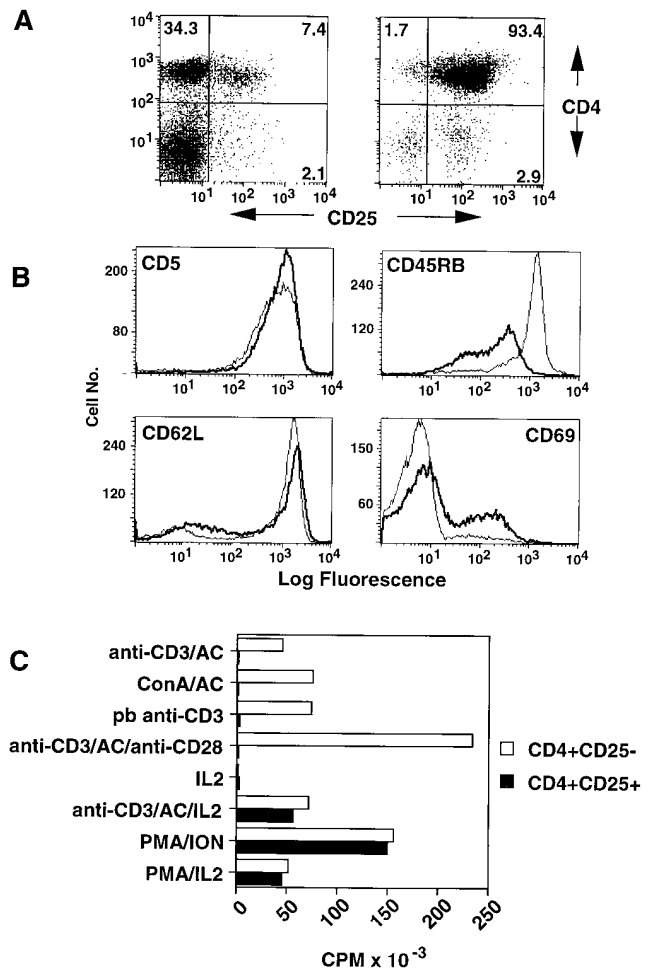 A
10⁴
10³
10²
10¹
34.3
7.4
2.1
10¹ 10² 10³ 10⁴
1.7
93.4
2.9
10¹ 10² 10³ 10⁴
CD4
CD25
B
Cell No.
CD5
200
80
10¹ 10² 10³ 10⁴
CD45RB
240
120
10¹ 10² 10³ 10⁴
CD62L
240
120
10¹ 10² 10³ 10⁴
CD69
150
60
10¹ 10² 10³ 10⁴
Log Fluorescence
C
anti-CD3/AC
ConA/AC
pb anti-CD3
anti-CD3/AC/anti-CD28
IL2
anti-CD3/AC/IL2
PMA/ION
PMA/IL2
CD4+CD25-
CD4+CD25+
0 50 100 150 200 250
CPM x 10⁻³